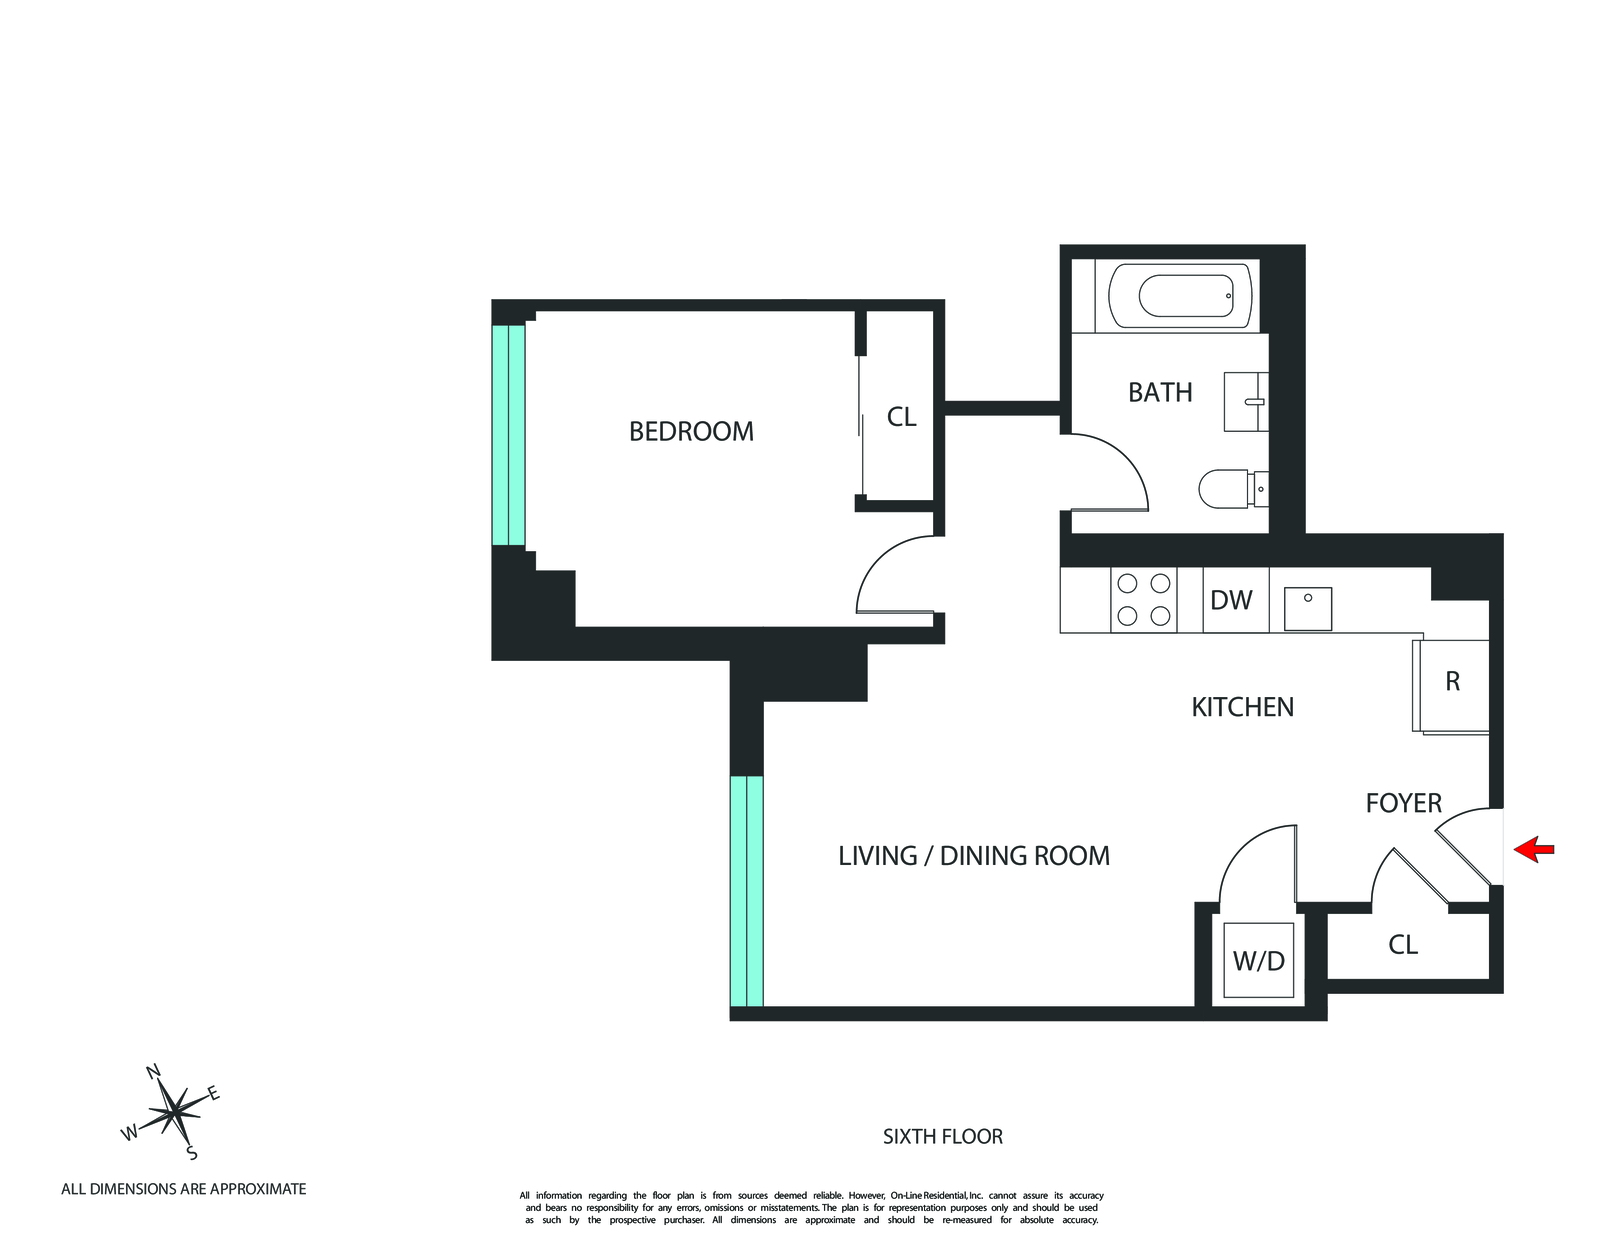 BATH
CL
BEDROOM
DW
R
KITCHEN
FOYER
LIVING / DINING ROOM
CL
W/D
N
E
W
S
SIXTH FLOOR
ALL DIMENSIONS ARE APPROXIMATE
All information regarding the floor plan is from sources deemed reliable. However, On-Line Residential, Inc. cannot assure its accuracy
and bears no responsibility for any errors, omissions or misstatements. The plan is for representation purposes only and should be used
as such by the prospective purchaser. All dimensions are approximate and should be re-measured for absolute accuracy.